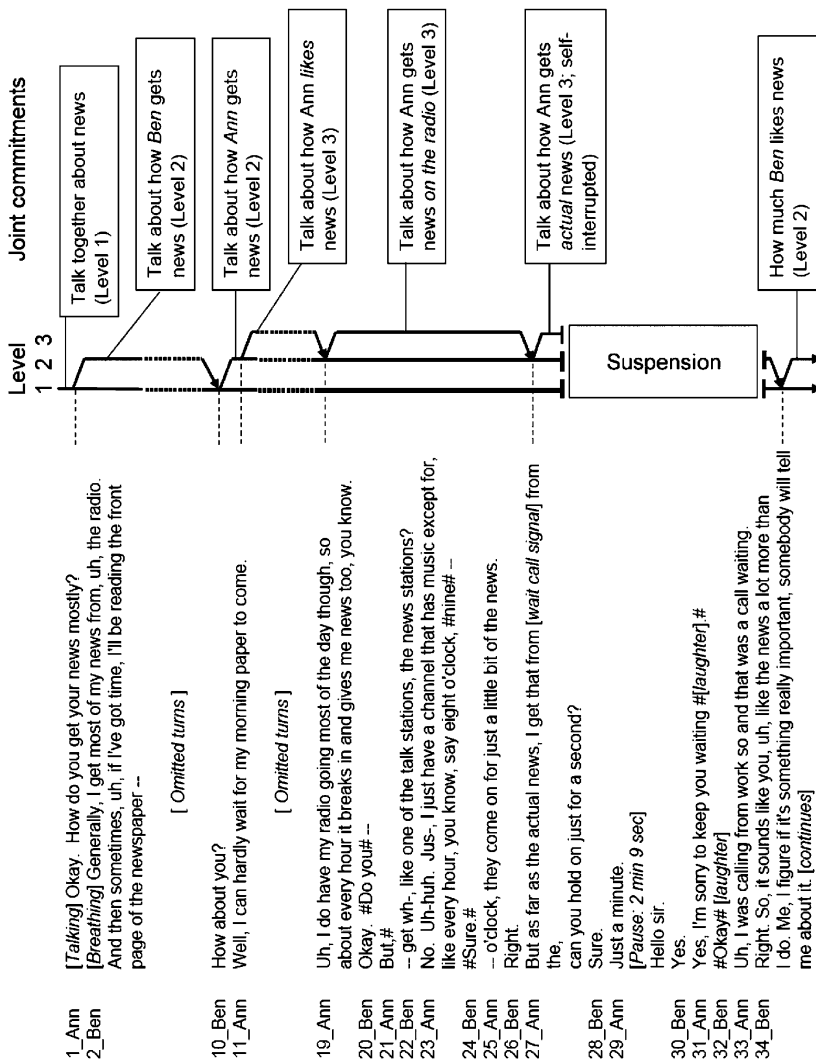 Level
Joint commitments
1 2 3
1_Ann [Talking] Okay. How do you get your news mostly?
2_Ben [Breathing] Generally, I get most of my news from, uh, the radio.
And then sometimes, uh, if I've got time, I'll be reading the front
page of the newspaper --
[ Omitted turns ]
10_Ben How about you?
11_Ann Well, I can hardly wait for my morning paper to come.
[ Omitted turns ]
19_Ann Uh, I do have my radio going most of the day though, so
about every hour it breaks in and gives me news too, you know.
20_Ben Okay. #Do you# --
21_Ann But,#
22_Ben -- get wh-, like one of the talk stations, the news stations?
23_Ann No. Uh-huh. Jus-, I just have a channel that has music except for,
like every hour, you know, say eight o'clock, #nine# --
24_Ben #Sure.#
25_Ann -- o'clock, they come on for just a little bit of the news.
26_Ben Right.
27_Ann But as far as the actual news, I get that from [wait call signal] from
the,
can you hold on just for a second?
28_Ben Sure.
29_Ann Just a minute.
[Pause: 2 min 9 sec]
Hello sir.
30_Ben Yes.
31_Ann Yes, I'm sorry to keep you waiting #[laughter].#
32_Ben #Okay# [laughter]
33_Ann Uh, I was calling from work so and that was a call waiting.
34_Ben Right. So, it sounds like you, uh, like the news a lot more than
I do. Me, I figure if it's something really important, somebody will tell
me about it. [continues]
Talk together about news
(Level 1)
Talk about how Ben gets
news (Level 2)
Talk about how Ann gets
news (Level 2)
Talk about how Ann likes
news (Level 3)
Talk about how Ann gets
news on the radio (Level 3)
Talk about how Ann gets
actual news (Level 3; self-
interrupted)
Suspension
How much Ben likes news
(Level 2)